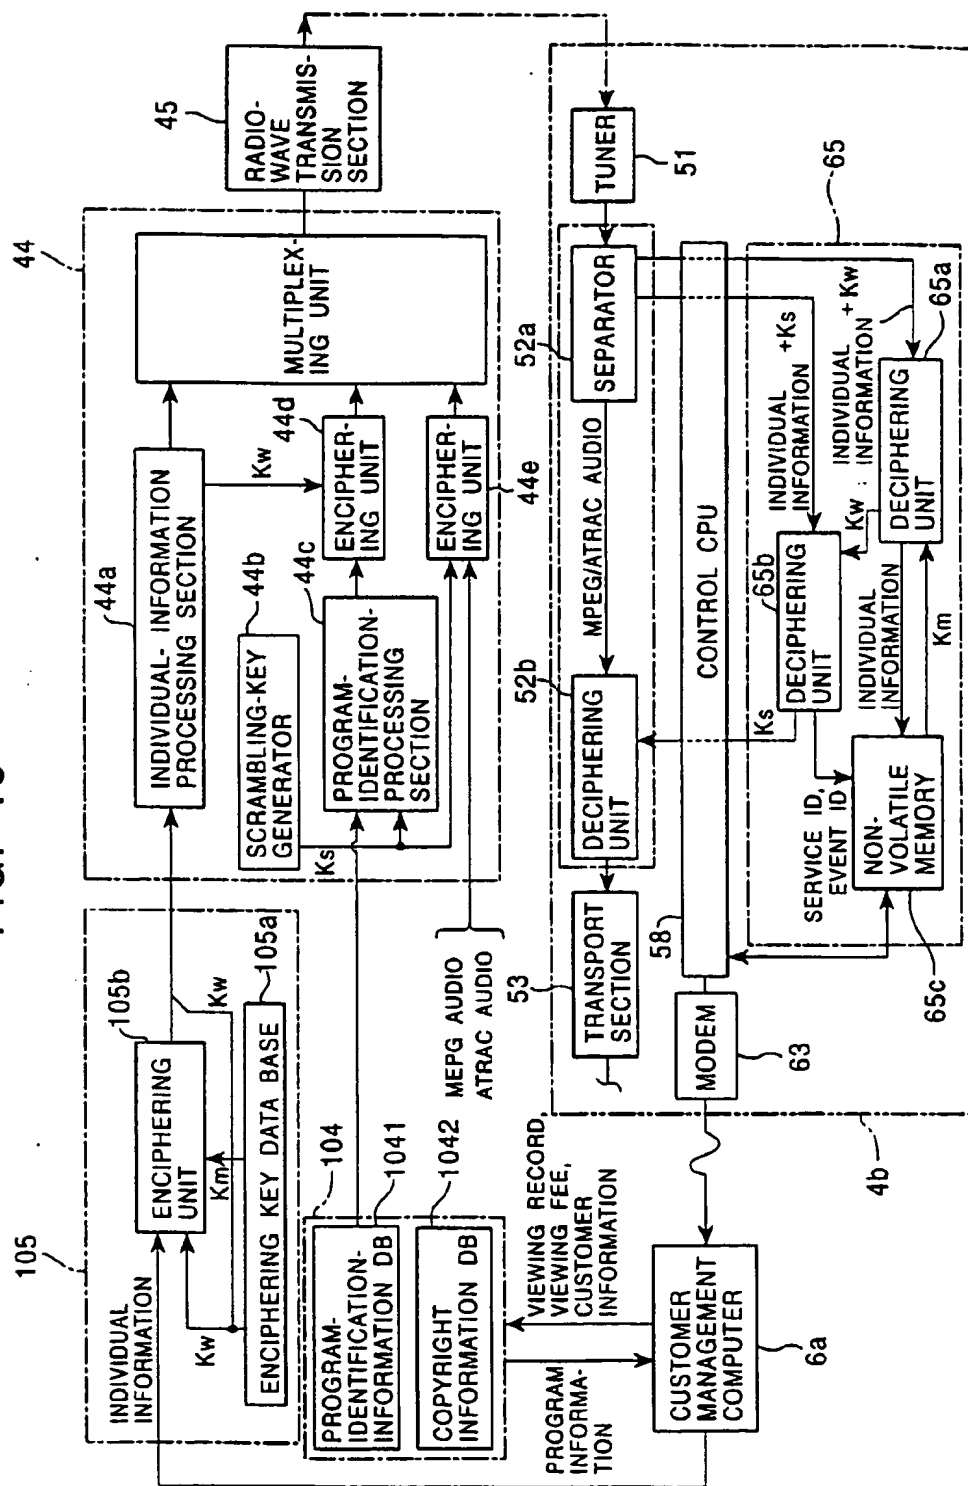 105
INDIVIDUAL
INFORMATION
ENCIPHERING
UNIT
105b
Kw
Km
Kw
ENCIPHERING KEY DATA BASE
105a
104
PROGRAM-
IDENTIFICATION-
INFORMATION DB
1041
COPYRIGHT
INFORMATION DB
1042
PROGRAM
INFORMA-
TION
VIEWING RECORD
VIEWING FEE,
CUSTOMER
INFORMATION
CUSTOMER
MANAGEMENT
COMPUTER
6a
MEPG AUDIO
ATRAC AUDIO
44
44a
INDIVIDUAL- INFORMATION
PROCESSING SECTION
Kw
SCRAMBLING-KEY
GENERATOR
44b
Ks
44c
PROGRAM-
IDENTIFICATION-
PROCESSING
SECTION
44d
ENCIPHER-
ING UNIT
ENCIPHER-
ING UNIT
44e
MULTIPLEX-
ING UNIT
45
RADIO-
WAVE
TRANSMIS-
SION
SECTION
TUNER
51
52a
SEPARATOR
MPEG/ATRAC AUDIO
52b
DECIPHERING
UNIT
53
TRANSPORT
SECTION
58
CONTROL CPU
MODEM
63
4b
65
INDIVIDUAL
INFORMATION
+Ks
INDIVIDUAL
INFORMATION
+Kw
65a
DECIPHERING
UNIT
Kw
65b
DECIPHERING
UNIT
Ks
INDIVIDUAL
INFORMATION
Km
SERVICE ID,
EVENT ID
NON-
VOLATILE
MEMORY
65c